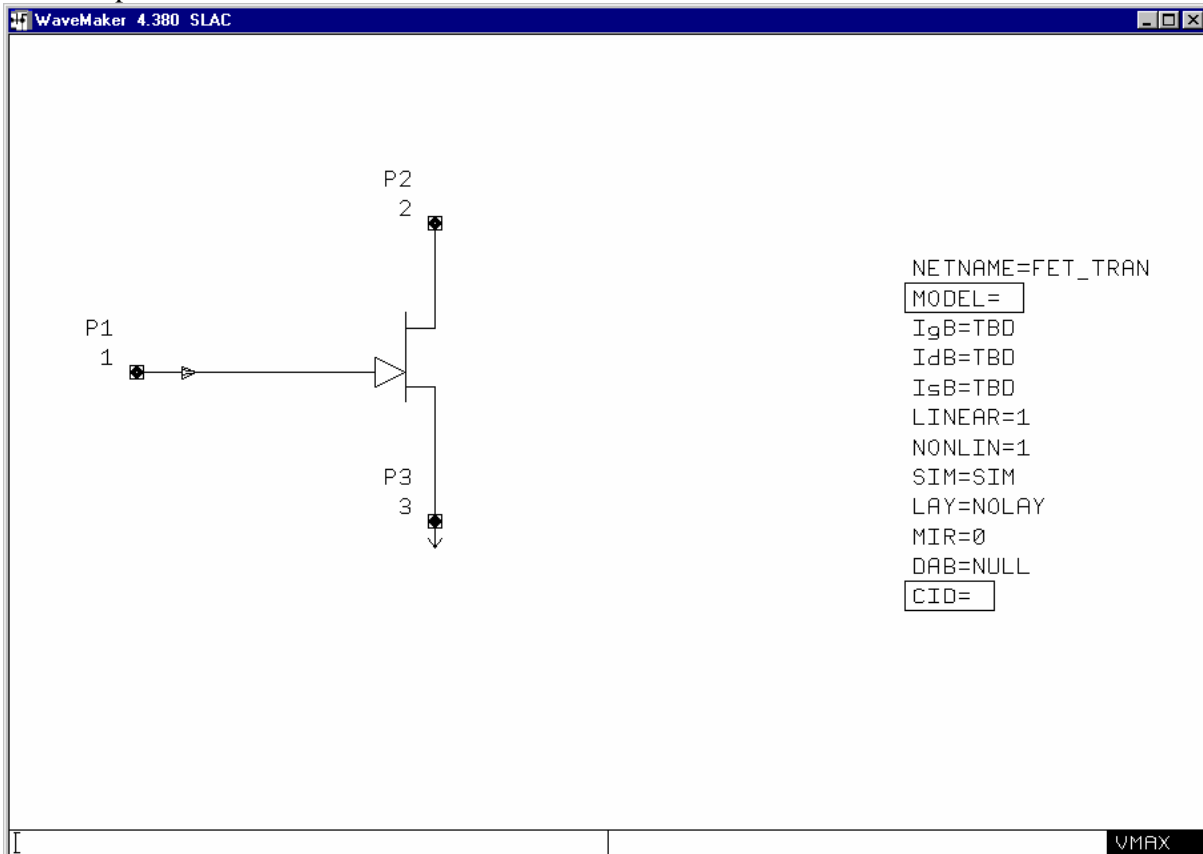 WaveMaker 4.380 SLAC
P2
2
P1
1
P3
3
NETNAME=FET_TRAN
MODEL=
IgB=TBD
IdB=TBD
IsB=TBD
LINEAR=1
NONLIN=1
SIM=SIM
LAY=NOLAY
MIR=0
DAB=NULL
CID=
VMAX